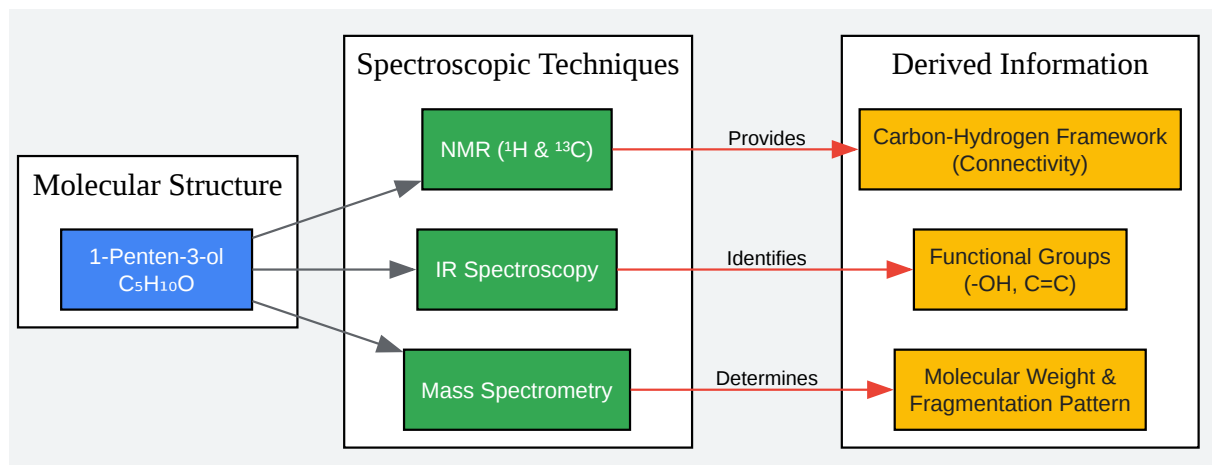 Molecular Structure
1-Penten-3-ol
C₅H₁₀O
Spectroscopic Techniques
NMR (¹H & ¹³C)
IR Spectroscopy
Mass Spectrometry
Provides
Identifies
Determines
Derived Information
Carbon-Hydrogen Framework
(Connectivity)
Functional Groups
(-OH, C=C)
Molecular Weight &
Fragmentation Pattern